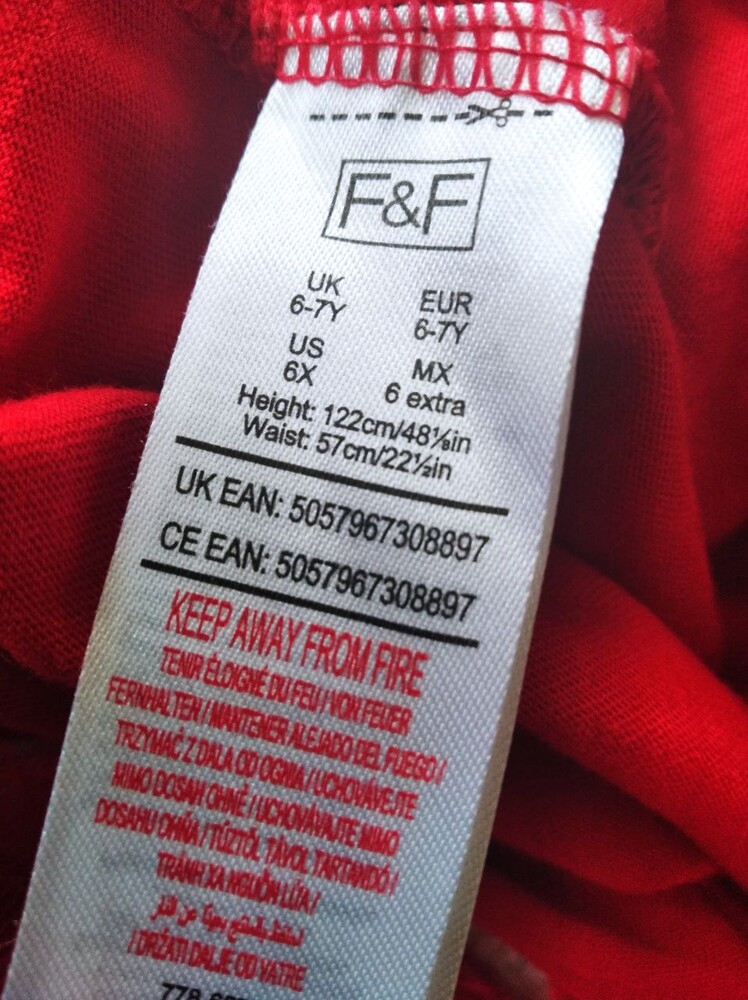 F&F
UK EUR
6-7Y 6-7Y
US MX
6X 6 extra
Height: 122cm/48⅛in
Waist: 57cm/22½in
UK EAN: 5057967308897
CE EAN: 5057967308897
KEEP AWAY FROM FIRE
TENIR ÉLOIGNÉ DU FEU / VON FEUER
FERNHALTEN / MANTENER ALEJADO DEL FUEGO /
TRZYMAĆ Z DALA OD OGNIA / UCHOVÁVEJTE
MIMO DOSAH OHNĚ / UCHOVÁVAJTE MIMO
DOSAHU OHŇA / TŰZTŐL TÁVOL TARTANDÓ /
TRÁNH XA NGUỒN LỬA /
/ DRŽATI DALJE OD VATRE